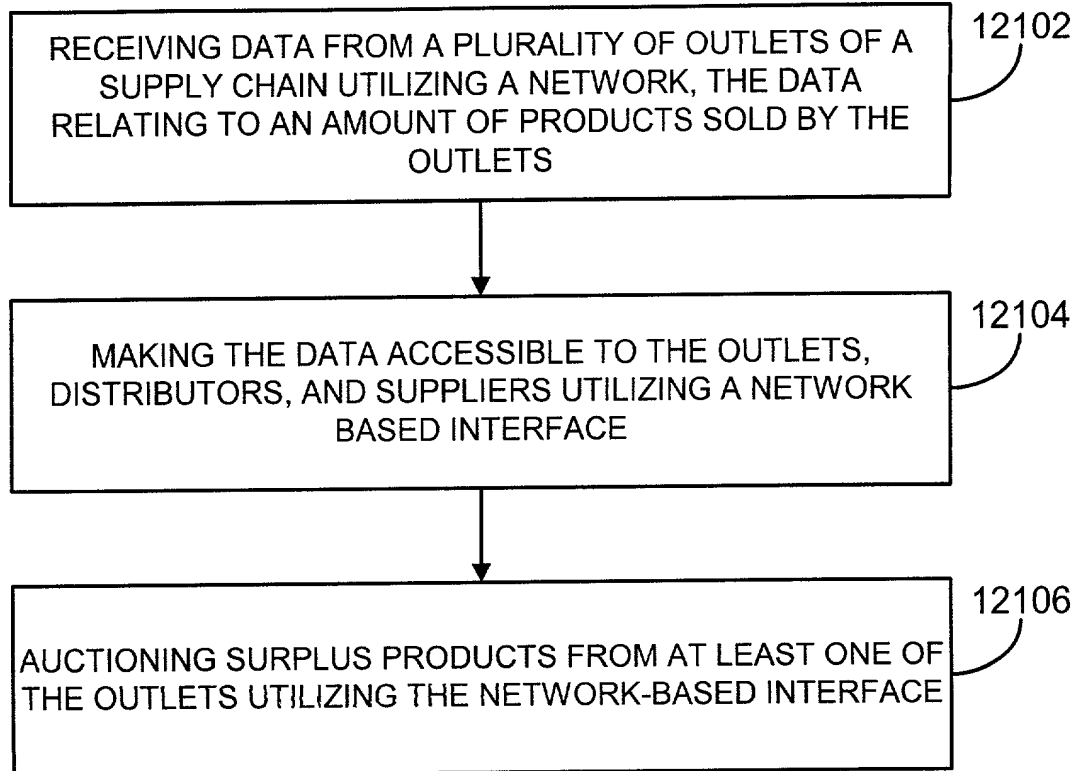 12102
RECEIVING DATA FROM A PLURALITY OF OUTLETS OF A
SUPPLY CHAIN UTILIZING A NETWORK, THE DATA
RELATING TO AN AMOUNT OF PRODUCTS SOLD BY THE
OUTLETS
12104
MAKING THE DATA ACCESSIBLE TO THE OUTLETS,
DISTRIBUTORS, AND SUPPLIERS UTILIZING A NETWORK
BASED INTERFACE
12106
AUCTIONING SURPLUS PRODUCTS FROM AT LEAST ONE OF
THE OUTLETS UTILIZING THE NETWORK-BASED INTERFACE